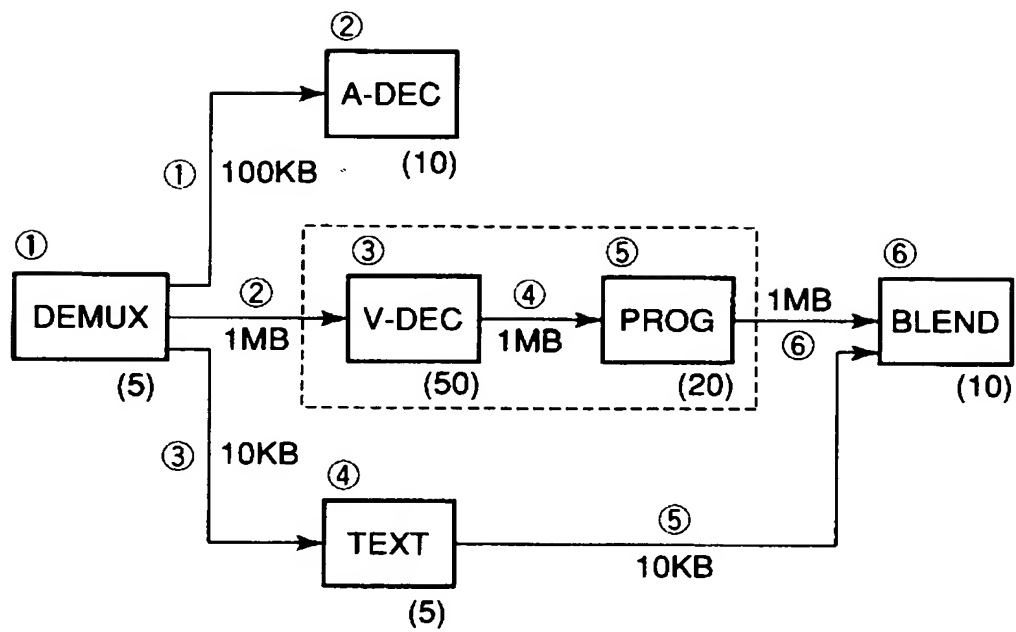 ②
A-DEC
(10)
① 100KB
①
DEMUX
(5)
②
1MB
③
V-DEC
(50)
④
1MB
⑤
PROG
(20)
1MB
⑥
⑥
BLEND
(10)
③ 10KB
④
TEXT
(5)
⑤
10KB